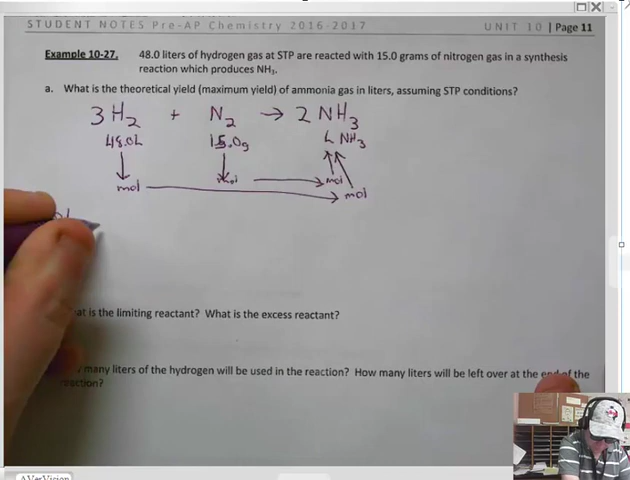 STUDENT NOTES Pre-AP Chemistry 2016-2017 UNIT 10 | Page 11
Example 10-27. 48.0 liters of hydrogen gas at STP are reacted with 15.0 grams of nitrogen gas in a synthesis
reaction which produces NH₃.
a. What is the theoretical yield (maximum yield) of ammonia gas in liters, assuming STP conditions?
3H₂ + N₂ → 2 NH₃
48.0L 15.0g L NH₃
mol mol mol
mol
at is the limiting reactant? What is the excess reactant?
many liters of the hydrogen will be used in the reaction? How many liters will be left over at the end of the
AVerVision